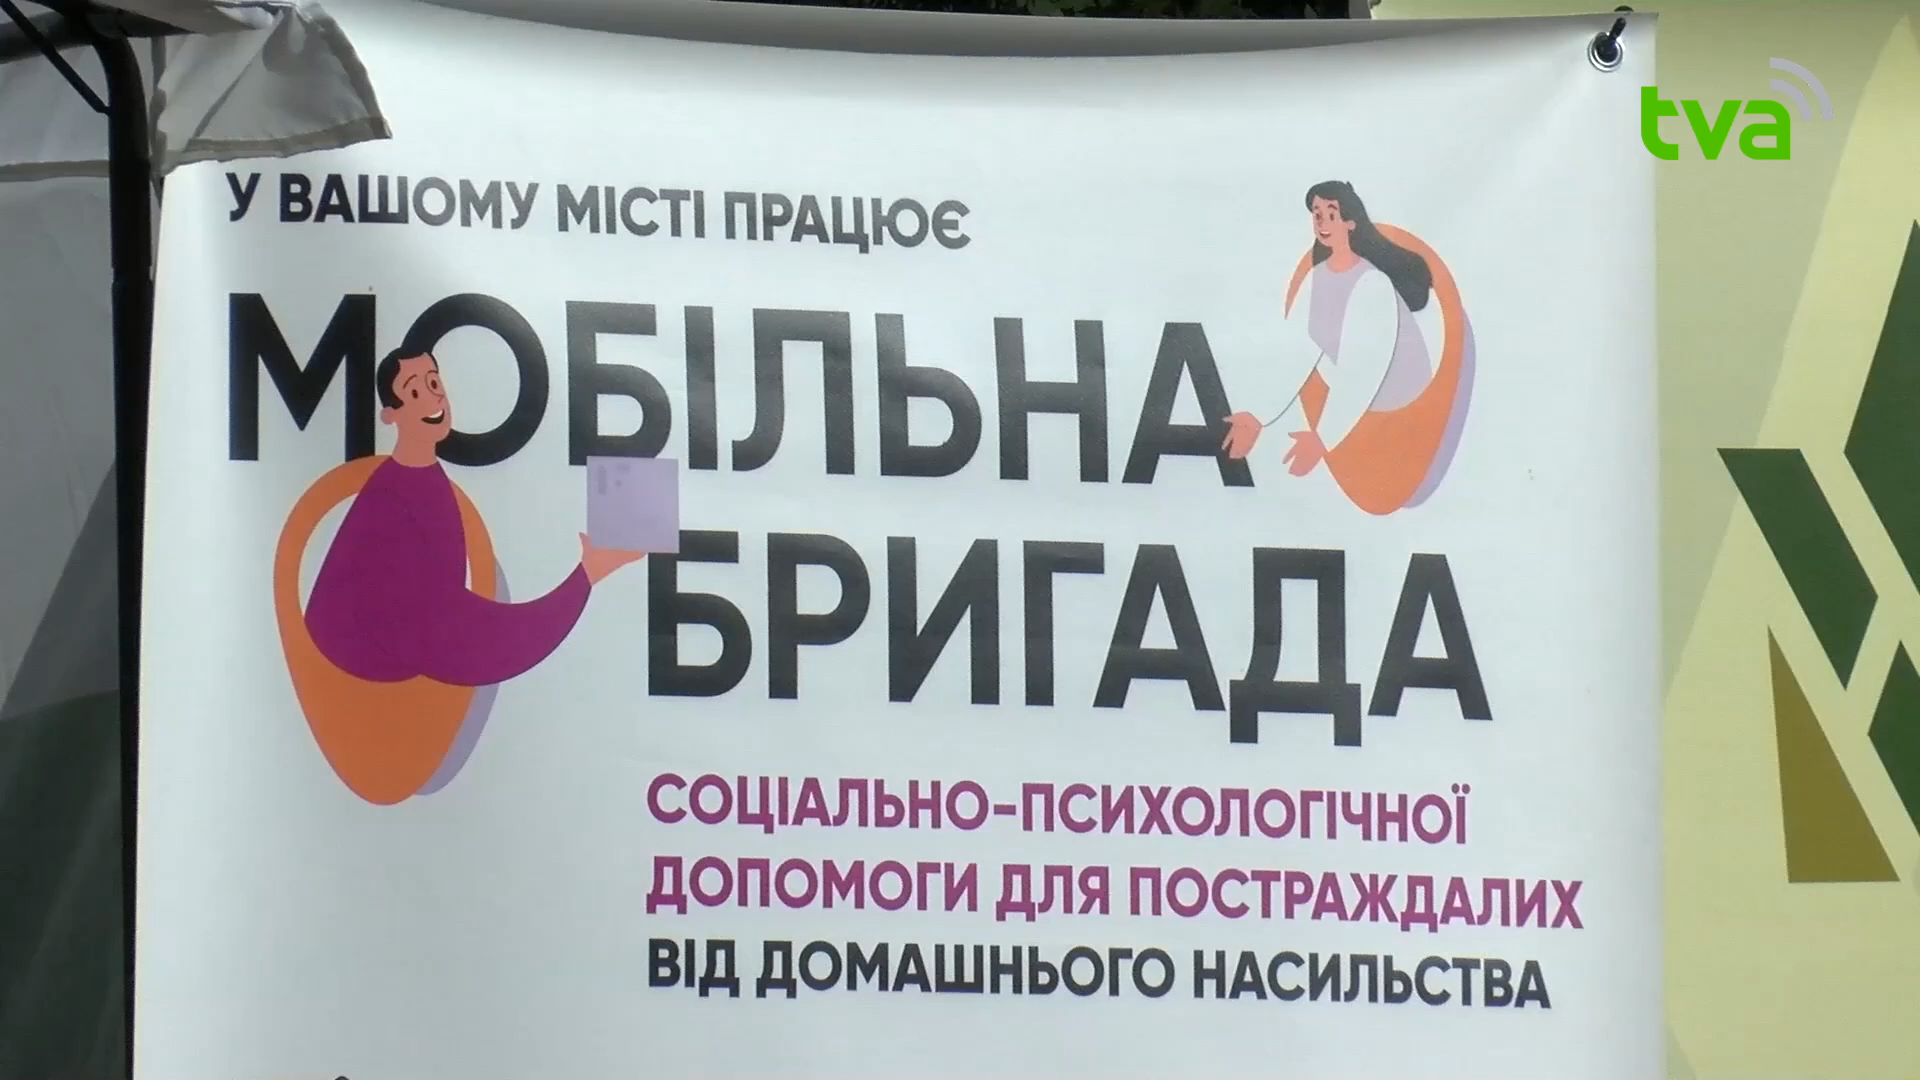 tva
У ВАШОМУ МІСТІ ПРАЦЮЄ
МОБІЛЬНА
БРИГАДА
СОЦІАЛЬНО-ПСИХОЛОГІЧНОЇ
ДОПОМОГИ ДЛЯ ПОСТРАЖДАЛИХ
ВІД ДОМАШНЬОГО НАСИЛЬСТВА